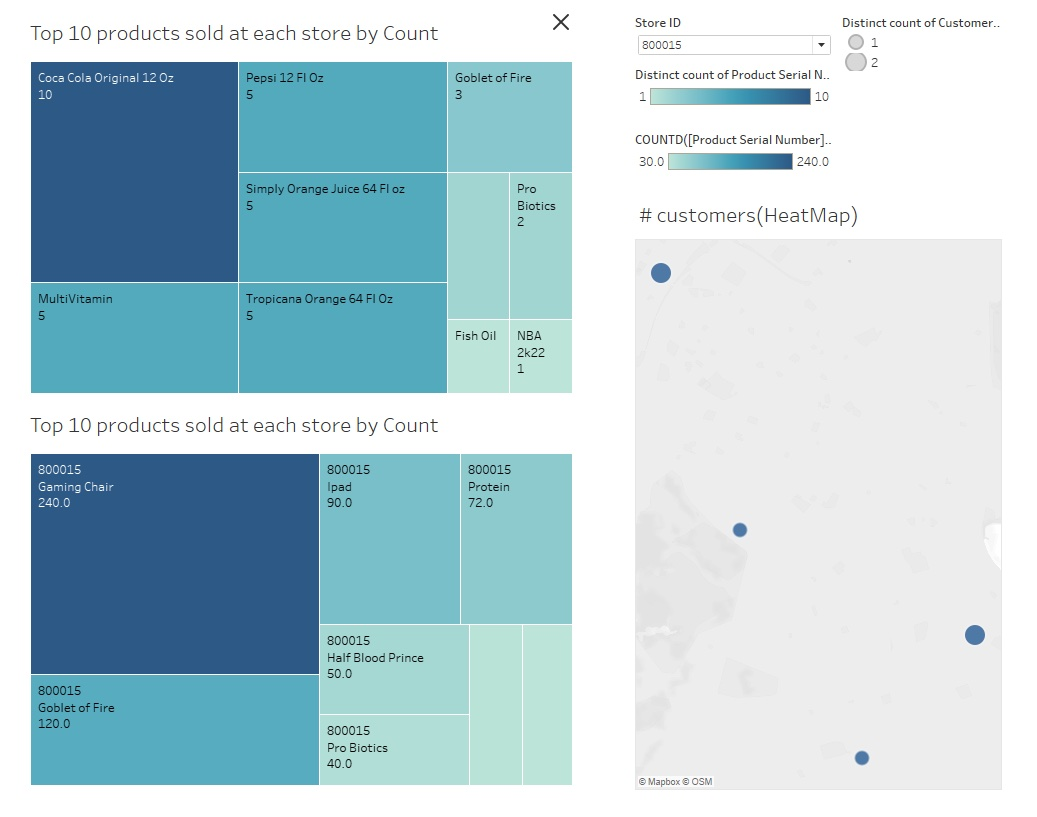 Top 10 products sold at each store by Count
Coca Cola Original 12 Oz
10
Pepsi 12 Fl Oz
5
Goblet of Fire
3
Simply Orange Juice 64 Fl oz
5
Pro
Biotics
2
MultiVitamin
5
Tropicana Orange 64 Fl Oz
5
Fish Oil
NBA
2k22
1
Top 10 products sold at each store by Count
800015
Gaming Chair
240.0
800015
Ipad
90.0
800015
Protein
72.0
800015
Half Blood Prince
50.0
800015
Goblet of Fire
120.0
800015
Pro Biotics
40.0
Store ID
800015
Distinct count of Product Serial N..
1 10
COUNTD([Product Serial Number]..
30.0 240.0
Distinct count of Customer..
1
2
# customers(HeatMap)
© Mapbox © OSM